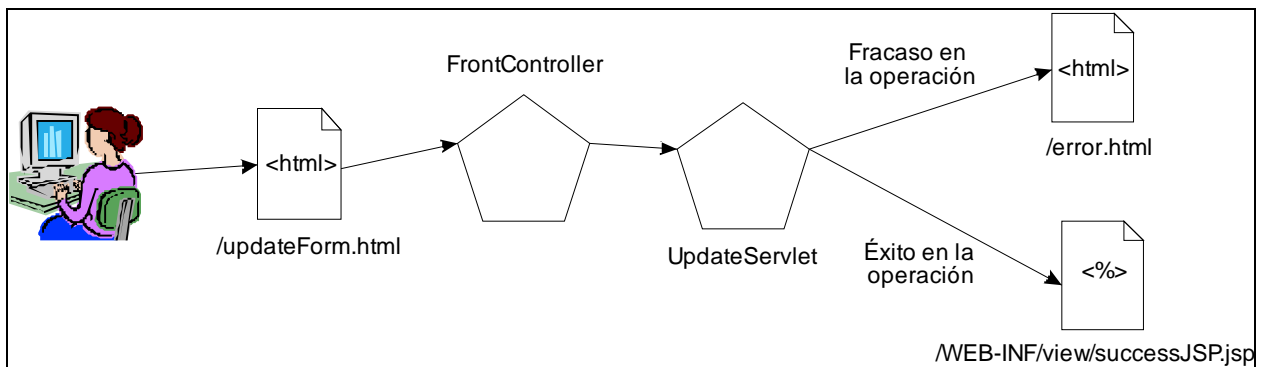 FrontController
Fracaso en
la operación
<html>
/error.html
<html>
/updateForm.html
UpdateServlet
Éxito en la
operación
<%>
/WEB-INF/view/successJSP.jsp